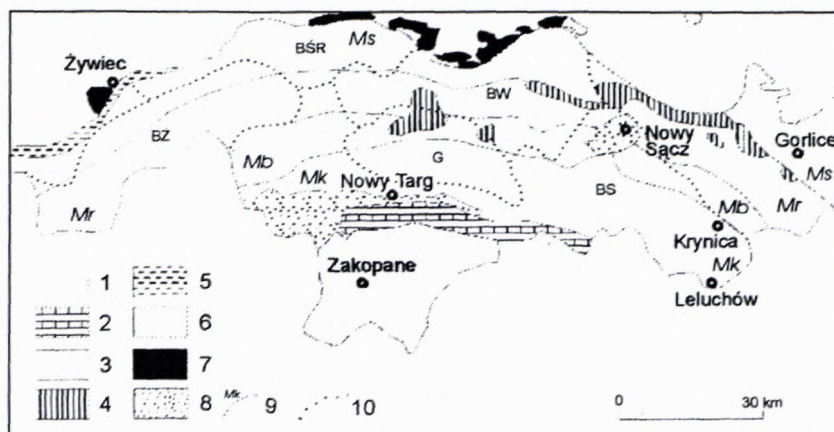 BŚR Ms
Żywiec
BW
BZ
Nowy Sącz
Gorlice
Mb
G
Ms
Mk
Nowy Targ
BS
Mr
Mb
Mr
Krynica
Mk
Zakopane
Leluchów
1 5
2 6
3 7
4 8 Mk 9 10
0 30 km